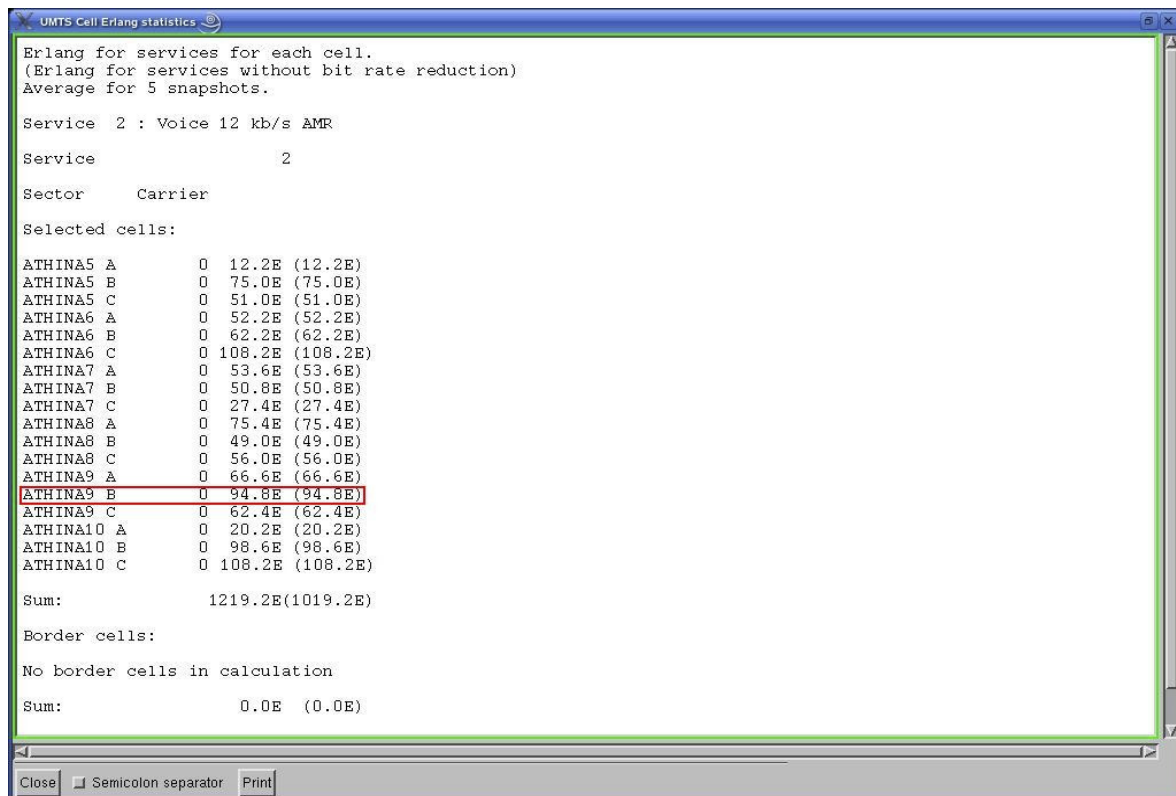 UMTS Cell Erlang statistics
Erlang for services for each cell.
(Erlang for services without bit rate reduction)
Average for 5 snapshots.
Service 2 : Voice 12 kb/s AMR
Service 2
Sector Carrier
Selected cells:
ATHINA5 A 0 12.2E (12.2E)
ATHINA5 B 0 75.0E (75.0E)
ATHINA5 C 0 51.0E (51.0E)
ATHINA6 A 0 52.2E (52.2E)
ATHINA6 B 0 62.2E (62.2E)
ATHINA6 C 0 108.2E (108.2E)
ATHINA7 A 0 53.6E (53.6E)
ATHINA7 B 0 50.8E (50.8E)
ATHINA7 C 0 27.4E (27.4E)
ATHINA8 A 0 75.4E (75.4E)
ATHINA8 B 0 49.0E (49.0E)
ATHINA8 C 0 56.0E (56.0E)
ATHINA9 A 0 66.6E (66.6E)
ATHINA9 B 0 94.8E (94.8E)
ATHINA9 C 0 62.4E (62.4E)
ATHINA10 A 0 20.2E (20.2E)
ATHINA10 B 0 98.6E (98.6E)
ATHINA10 C 0 108.2E (108.2E)
Sum: 1219.2E(1019.2E)
Border cells:
No border cells in calculation
Sum: 0.0E (0.0E)
Close Semicolon separator Print